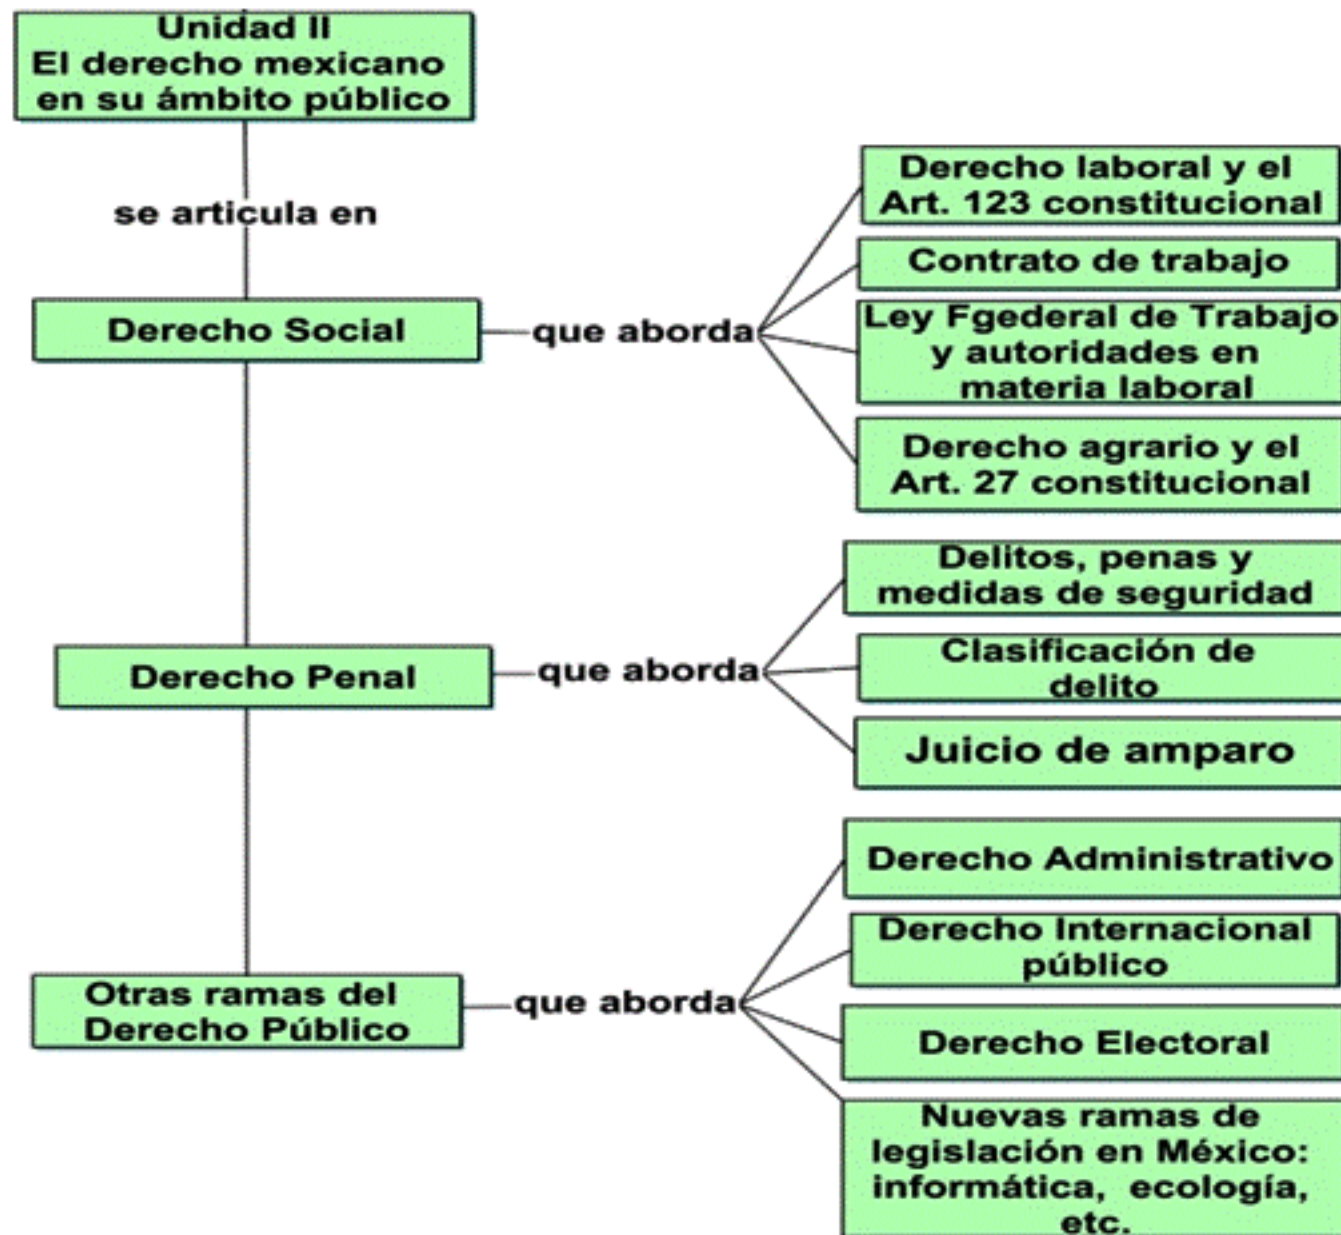 Unidad II
El derecho mexicano
en su ámbito público
se articula en
Derecho Social
que aborda
Derecho laboral y el
Art. 123 constitucional
Contrato de trabajo
Ley Fgederal de Trabajo
y autoridades en
materia laboral
Derecho agrario y el
Art. 27 constitucional
Derecho Penal
que aborda
Delitos, penas y
medidas de seguridad
Clasificación de
delito
Juicio de amparo
Otras ramas del
Derecho Público
que aborda
Derecho Administrativo
Derecho Internacional
público
Derecho Electoral
Nuevas ramas de
legislación en México:
informática, ecología,
etc.